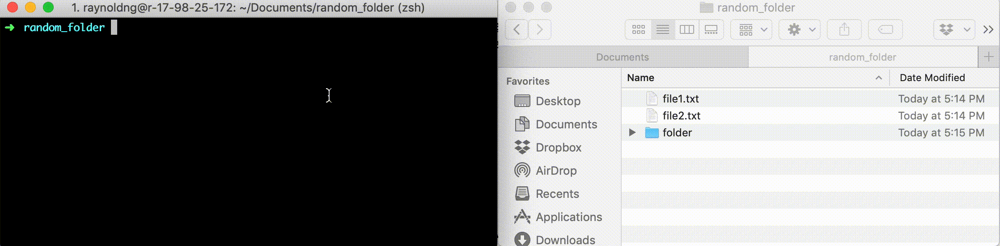 1. raynoldng@r-17-98-25-172: ~/Documents/random_folder (zsh)
➜ random_folder
random_folder
Documents
random_folder
Favorites
Desktop
Documents
Dropbox
AirDrop
Recents
Applications
Downloads
Name Date Modified
file1.txt Today at 5:14 PM
file2.txt Today at 5:14 PM
folder Today at 5:15 PM